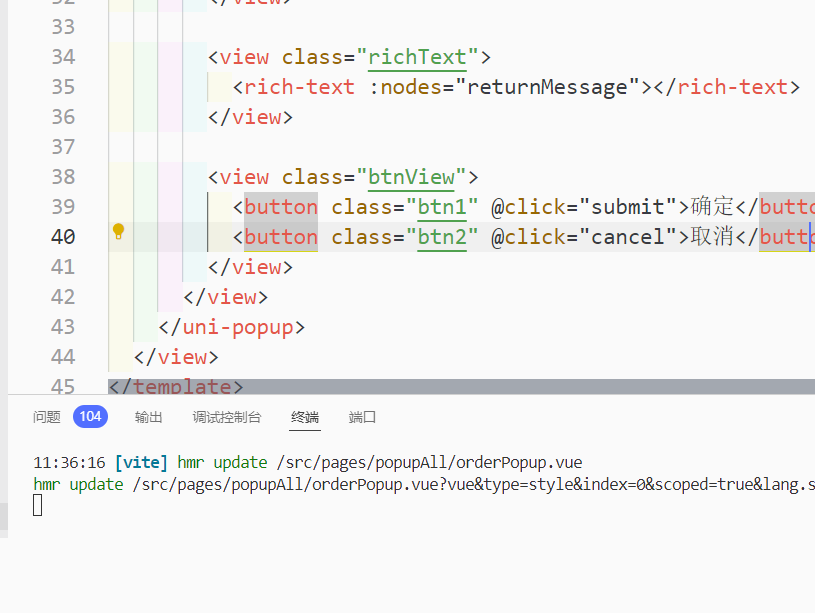 </view>
33
34 <view class="richText">
35 <rich-text :nodes="returnMessage"></rich-text>
36 </view>
37
38 <view class="btnView">
39 <button class="btn1" @click="submit">确定</butto
40 <button class="btn2" @click="cancel">取消</butto
41 </view>
42 </view>
43 </uni-popup>
44 </view>
45 </template>
问题 104 输出 调试控制台 终端 端口
11:36:16 [vite] hmr update /src/pages/popupAll/orderPopup.vue
hmr update /src/pages/popupAll/orderPopup.vue?vue&type=style&index=0&scoped=true&lang.s